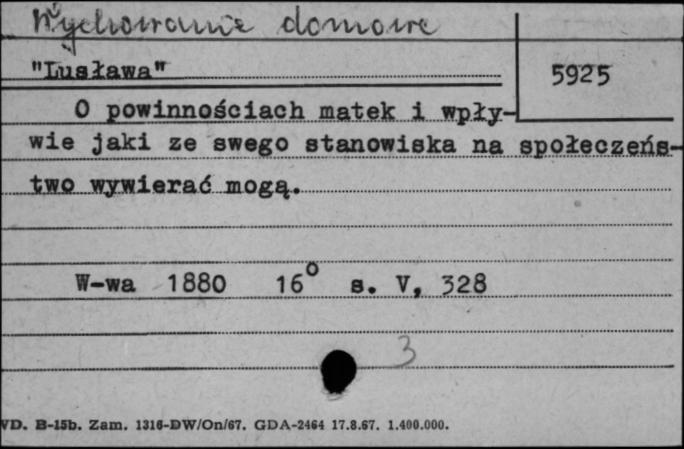 Wychowanie domowe
"Lusława"
5925
O powinnościach matek i wpły-
wie jaki ze swego stanowiska na społeczeńs-
two wywierać mogą.
W-wa 1880 16° s. V, 328
3
VD. B-15b. Zam. 1316-DW/On/67. GDA-2464 17.8.67. 1.400.000.